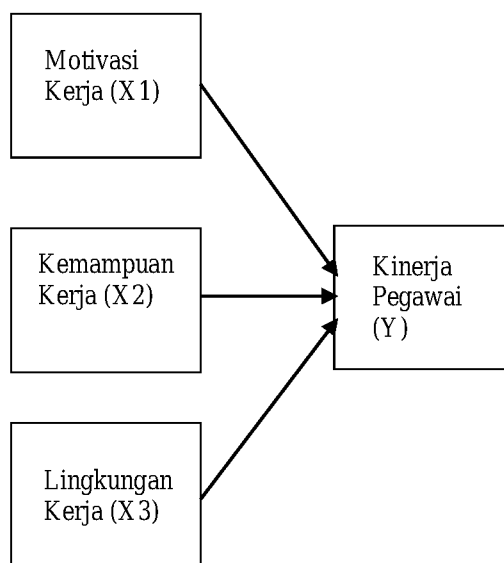 Motivasi
Kerja (X1)
Kemampuan
Kerja (X2)
Kinerja
Pegawai
(Y)
Lingkungan
Kerja (X3)